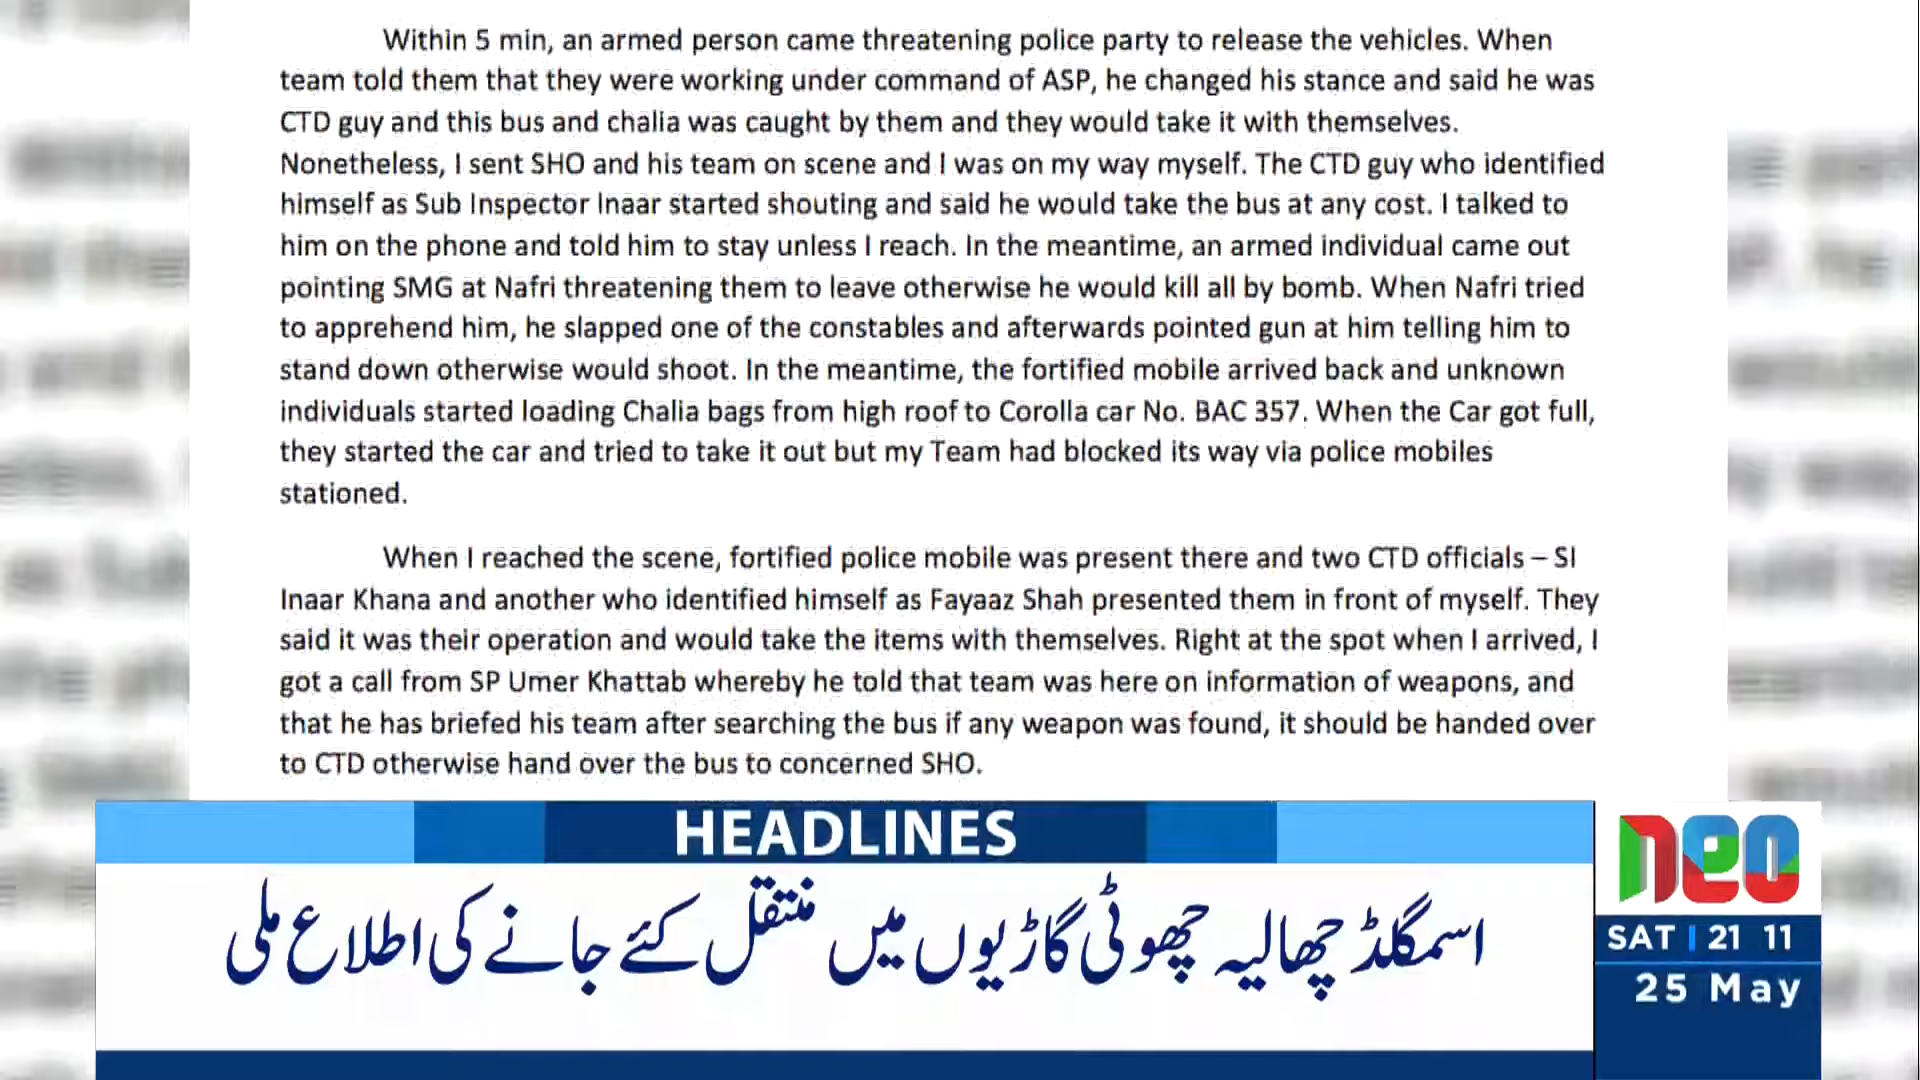 Within 5 min, an armed person came threatening police party to release the vehicles. When
team told them that they were working under command of ASP, he changed his stance and said he was
CTD guy and this bus and chalia was caught by them and they would take it with themselves.
Nonetheless, I sent SHO and his team on scene and I was on my way myself. The CTD guy who identified
himself as Sub Inspector Inaar started shouting and said he would take the bus at any cost. I talked to
him on the phone and told him to stay unless I reach. In the meantime, an armed individual came out
pointing SMG at Nafri threatening them to leave otherwise he would kill all by bomb. When Nafri tried
to apprehend him, he slapped one of the constables and afterwards pointed gun at him telling him to
stand down otherwise would shoot. In the meantime, the fortified mobile arrived back and unknown
individuals started loading Chalia bags from high roof to Corolla car No. BAC 357. When the Car got full,
they started the car and tried to take it out but my Team had blocked its way via police mobiles
stationed.
When I reached the scene, fortified police mobile was present there and two CTD officials – SI
Inaar Khana and another who identified himself as Fayaaz Shah presented them in front of myself. They
said it was their operation and would take the items with themselves. Right at the spot when I arrived, I
got a call from SP Umer Khattab whereby he told that team was here on information of weapons, and
that he has briefed his team after searching the bus if any weapon was found, it should be handed over
to CTD otherwise hand over the bus to concerned SHO.
HEADLINES
اسمگلڈ چھالیہ چھوٹی گاڑیوں میں منتقل کئے جانے کی اطلاع ملی
neo
SAT 21 11
25 May